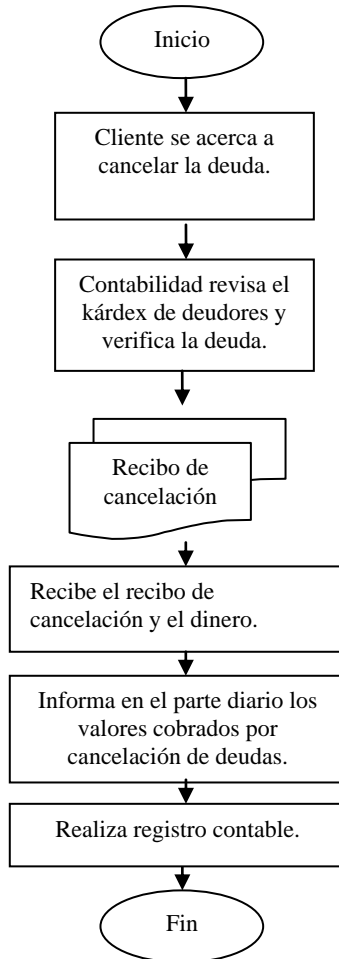 Inicio
Cliente se acerca a
cancelar la deuda.
Contabilidad revisa el
kárdex de deudores y
verifica la deuda.
Recibo de
cancelación
Recibe el recibo de
cancelación y el dinero.
Informa en el parte diario los
valores cobrados por
cancelación de deudas.
Realiza registro contable.
Fin